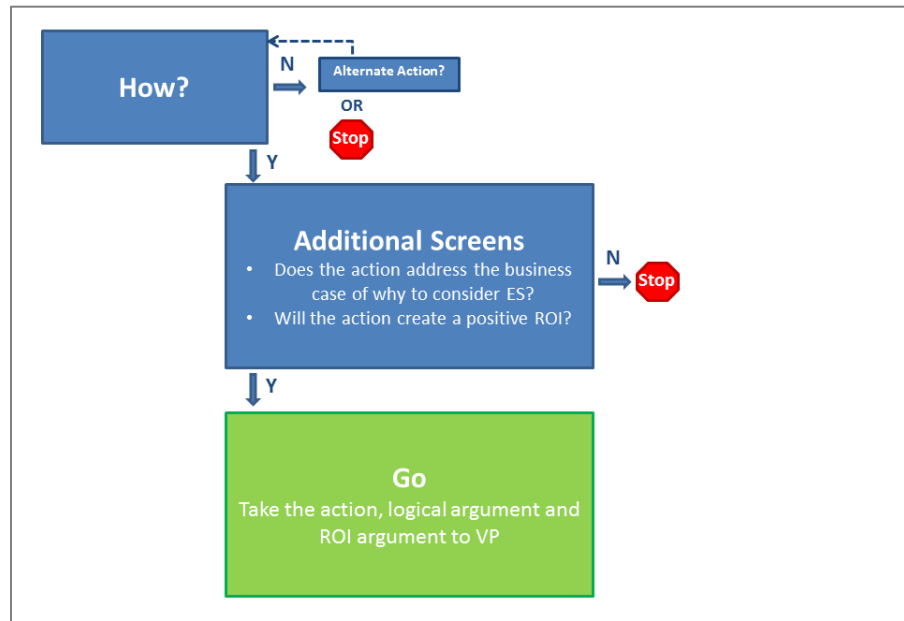 How?
N
Alternate Action?
OR
Stop
Y
Additional Screens
• Does the action address the business
case of why to consider ES?
• Will the action create a positive ROI?
N
Stop
Y
Go
Take the action, logical argument and
ROI argument to VP